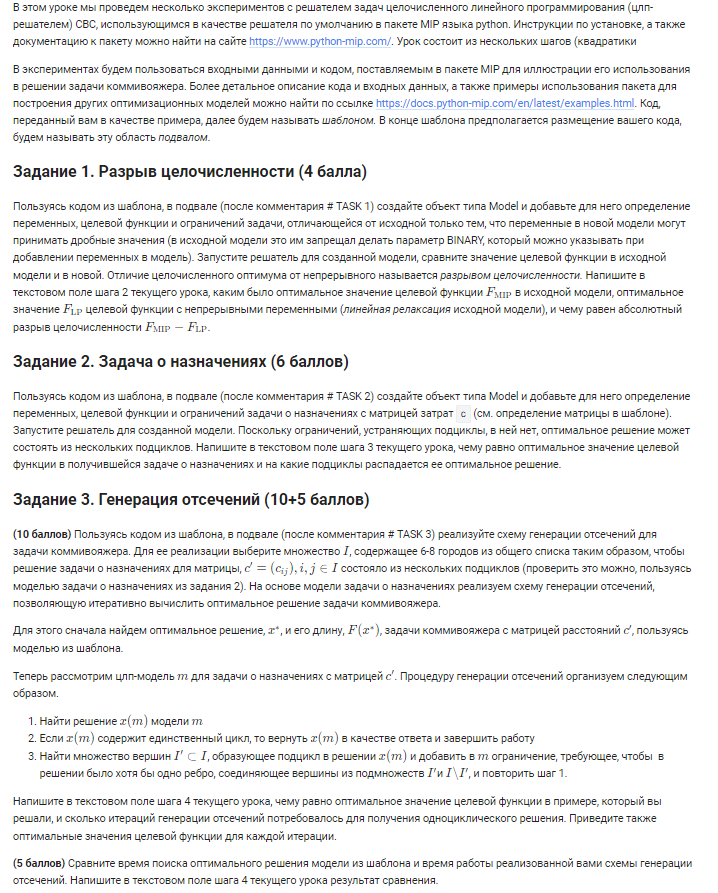 В этом уроке мы проведем несколько экспериментов с решателем задач целочисленного линейного программирования (цлп-
решателем) CBC, использующимся в качестве решателя по умолчанию в пакете MIP языка python. Инструкции по установке, а также
документацию к пакету можно найти на сайте https://www.python-mip.com/. Урок состоит из нескольких шагов (квадратики
В экспериментах будем пользоваться входными данными и кодом, поставляемым в пакете MIP для иллюстрации его использования
в решении задачи коммивояжера. Более детальное описание кода и входных данных, а также примеры использования пакета для
построения других оптимизационных моделей можно найти по ссылке https://docs.python-mip.com/en/latest/examples.html. Код,
переданный вам в качестве примера, далее будем называть шаблоном. В конце шаблона предполагается размещение вашего кода,
будем называть эту область подвалом.
Задание 1. Разрыв целочисленности (4 балла)
Пользуясь кодом из шаблона, в подвале (после комментария # TASK 1) создайте объект типа Model и добавьте для него определение
переменных, целевой функции и ограничений задачи, отличающейся от исходной только тем, что переменные в новой модели могут
принимать дробные значения (в исходной модели это им запрещал делать параметр BINARY, который можно указывать при
добавлении переменных в модель). Запустите решатель для созданной модели, сравните значение целевой функции в исходной
модели и в новой. Отличие целочисленного оптимума от непрерывного называется разрывом целочисленности. Напишите в
текстовом поле шага 2 текущего урока, каким было оптимальное значение целевой функции F_MIP в исходной модели, оптимальное
значение F_LP целевой функции с непрерывными переменными (линейная релаксация исходной модели), и чему равен абсолютный
разрыв целочисленности F_MIP − F_LP.
Задание 2. Задача о назначениях (6 баллов)
Пользуясь кодом из шаблона, в подвале (после комментария # TASK 2) создайте объект типа Model и добавьте для него определение
переменных, целевой функции и ограничений задачи о назначениях с матрицей затрат c (см. определение матрицы в шаблоне).
Запустите решатель для созданной модели. Поскольку ограничений, устраняющих подциклы, в ней нет, оптимальное решение может
состоять из нескольких подциклов. Напишите в текстовом поле шага 3 текущего урока, чему равно оптимальное значение целевой
функции в получившейся задаче о назначениях и на какие подциклы распадается ее оптимальное решение.
Задание 3. Генерация отсечений (10+5 баллов)
(10 баллов) Пользуясь кодом из шаблона, в подвале (после комментария # TASK 3) реализуйте схему генерации отсечений для
задачи коммивояжера. Для ее реализации выберите множество I, содержащее 6-8 городов из общего списка таким образом, чтобы
решение задачи о назначениях для матрицы, c′ = (c_ij), i, j ∈ I состояло из нескольких подциклов (проверить это можно, пользуясь
моделью задачи о назначениях из задания 2). На основе модели задачи о назначениях реализуем схему генерации отсечений,
позволяющую итеративно вычислить оптимальное решение задачи коммивояжера.
Для этого сначала найдем оптимальное решение, x*, и его длину, F(x*), задачи коммивояжера с матрицей расстояний c′, пользуясь
моделью из шаблона.
Теперь рассмотрим цлп-модель m для задачи о назначениях с матрицей c′. Процедуру генерации отсечений организуем следующим
образом.
1. Найти решение x(m) модели m
2. Если x(m) содержит единственный цикл, то вернуть x(m) в качестве ответа и завершить работу
3. Найти множество вершин I′ ⊂ I, образующее подцикл в решении x(m) и добавить в m ограничение, требующее, чтобы в
решении было хотя бы одно ребро, соединяющее вершины из подмножеств I′и I\I′, и повторить шаг 1.
Напишите в текстовом поле шага 4 текущего урока, чему равно оптимальное значение целевой функции в примере, который вы
решали, и сколько итераций генерации отсечений потребовалось для получения одноциклического решения. Приведите также
оптимальные значения целевой функции для каждой итерации.
(5 баллов) Сравните время поиска оптимального решения модели из шаблона и время работы реализованной вами схемы генерации
отсечений. Напишите в текстовом поле шага 4 текущего урока результат сравнения.